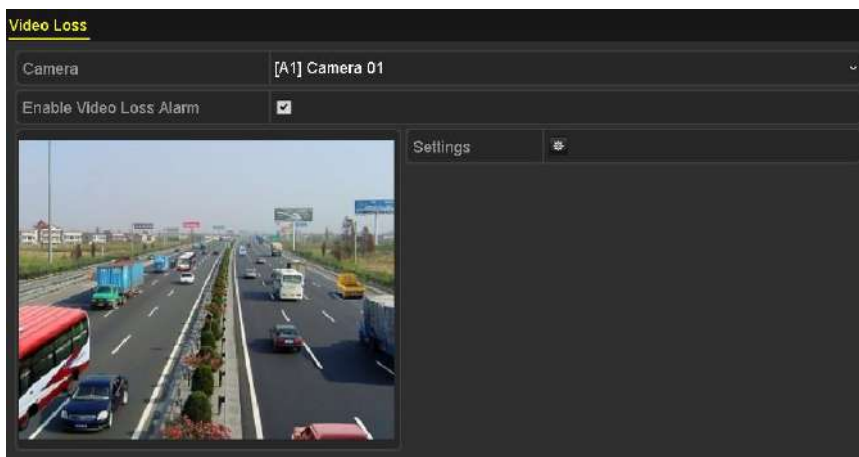 Video Loss
Camera
[A1] Camera 01
Enable Video Loss Alarm
Settings